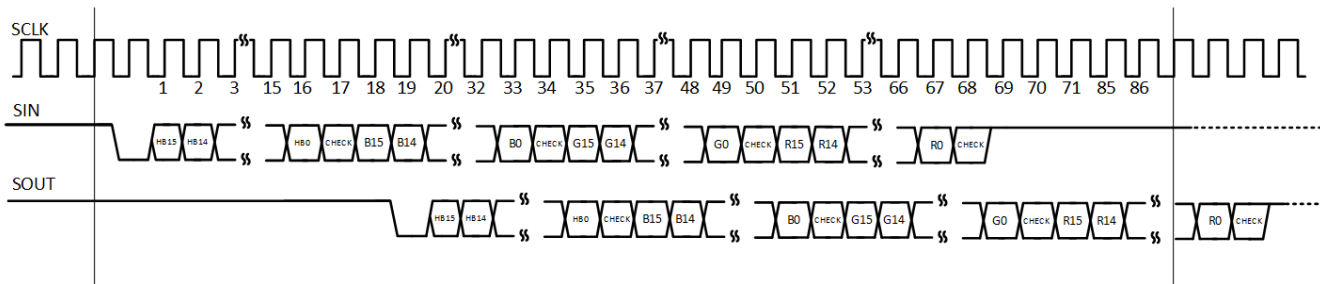 SCLK
1 2 3 15 16 17 18 19 20 32 33 34 35 36 37 48 49 50 51 52 53 66 67 68 69 70 71 85 86
SIN
HB15 HB14 HB0 CHECK B15 B14 B0 CHECK G15 G14 G0 CHECK R15 R14 R0 CHECK
SOUT
HB15 HB14 HB0 CHECK B15 B14 B0 CHECK G15 G14 G0 CHECK R15 R14 R0 CHECK